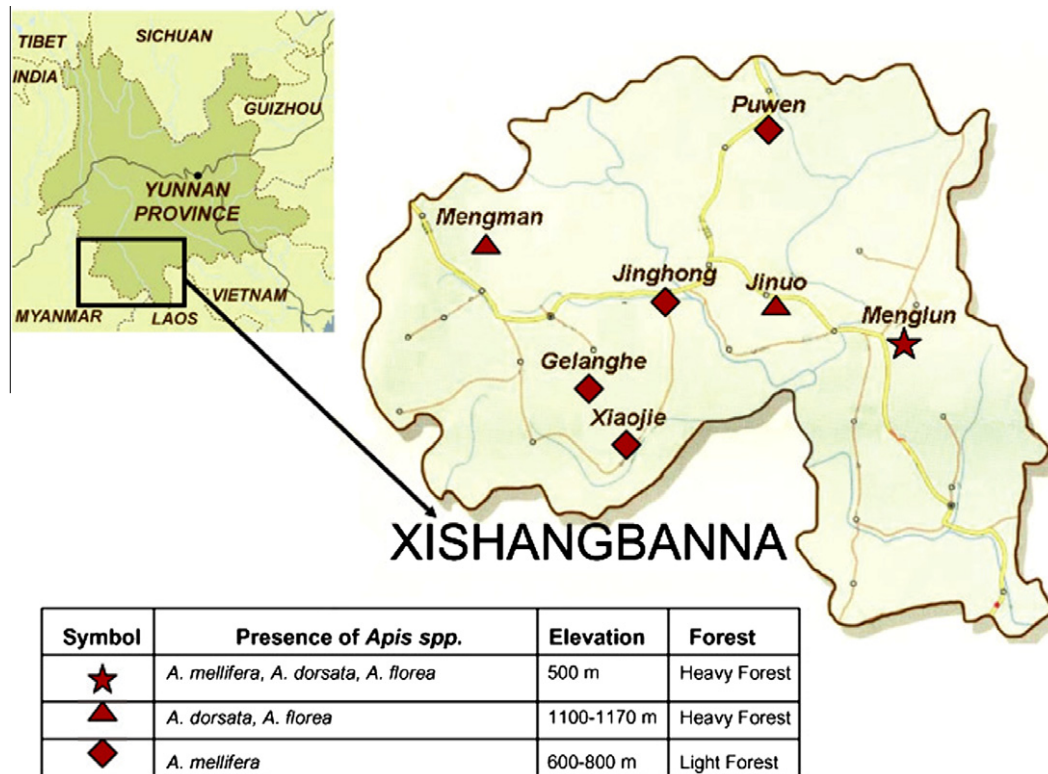 TIBET
SICHUAN
INDIA
GUIZHOU
YUNNAN
PROVINCE
MYANMAR
LAOS
VIETNAM
Puwen
Mengman
Jinghong
Jinuo
Menglun
Gelanghe
Xiaojie
XISHANGBANNA
Symbol Presence of Apis spp. Elevation Forest
A. mellifera, A. dorsata, A. florea 500 m Heavy Forest
A. dorsata, A. florea 1100-1170 m Heavy Forest
A. mellifera 600-800 m Light Forest